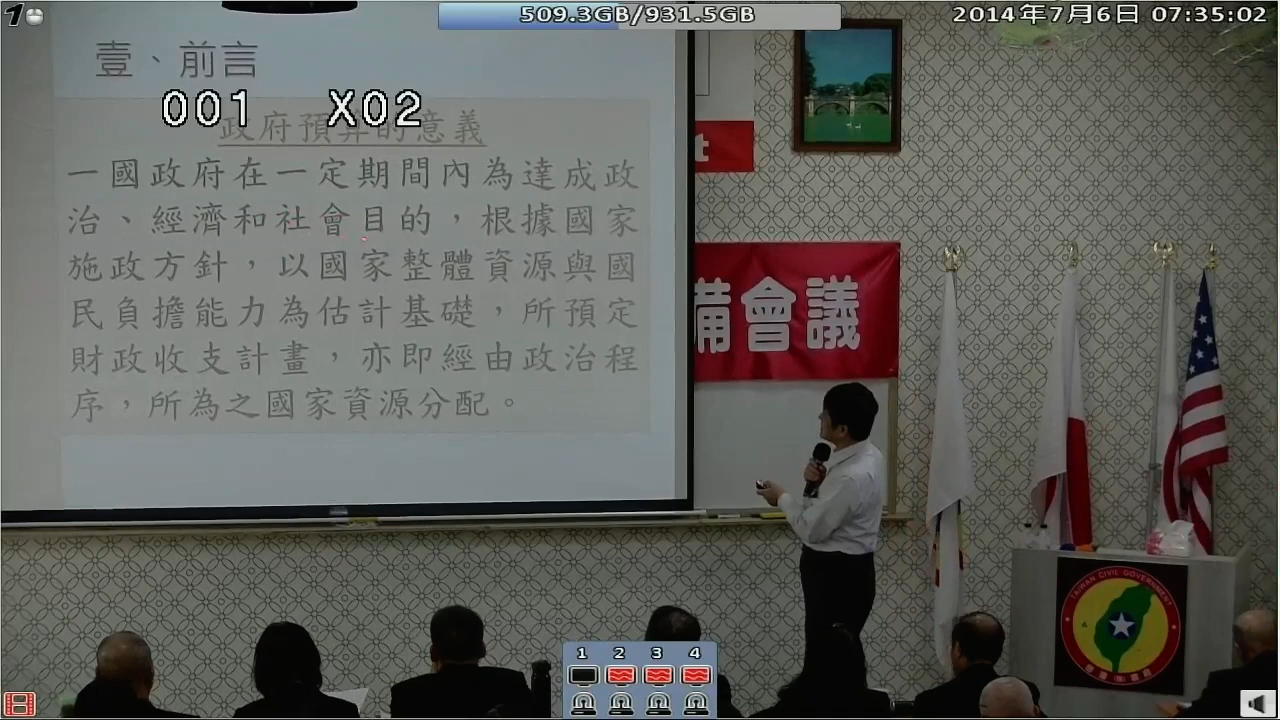 1
509.3GB/931.5GB
2014年7月6日 07:35:02
壹、前言
001 X02
政府預算的意義
一國政府在一定期間內為達成政
治、經濟和社會目的，根據國家
施政方針，以國家整體資源與國
民負擔能力為估計基礎，所預定
財政收支計畫，亦即經由政治程
序，所為之國家資源分配。
t
備會議
TAIWAN CIVIL GOVERNMENT
1 2 3 4